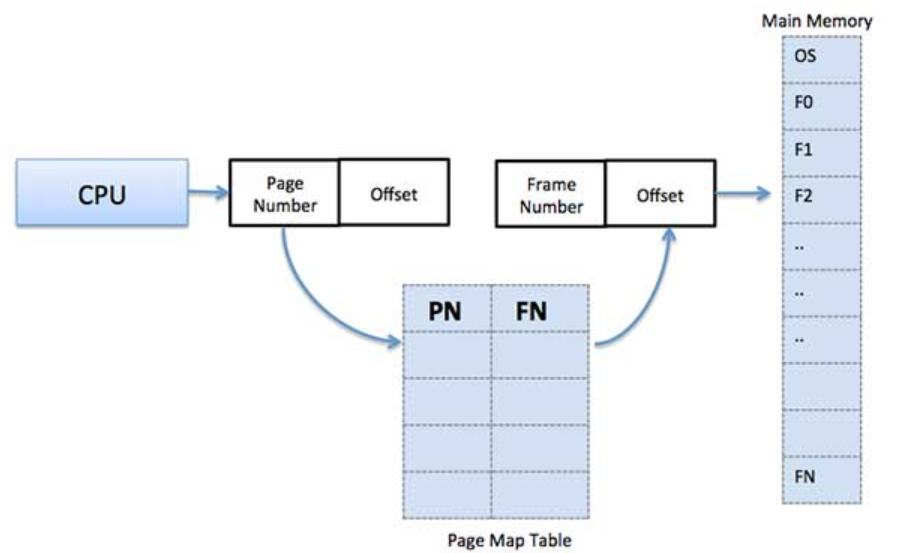 Main Memory
OS
F0
F1
F2
..
..
..
FN
CPU
Page
Number
Offset
Frame
Number
Offset
PN
FN
Page Map Table